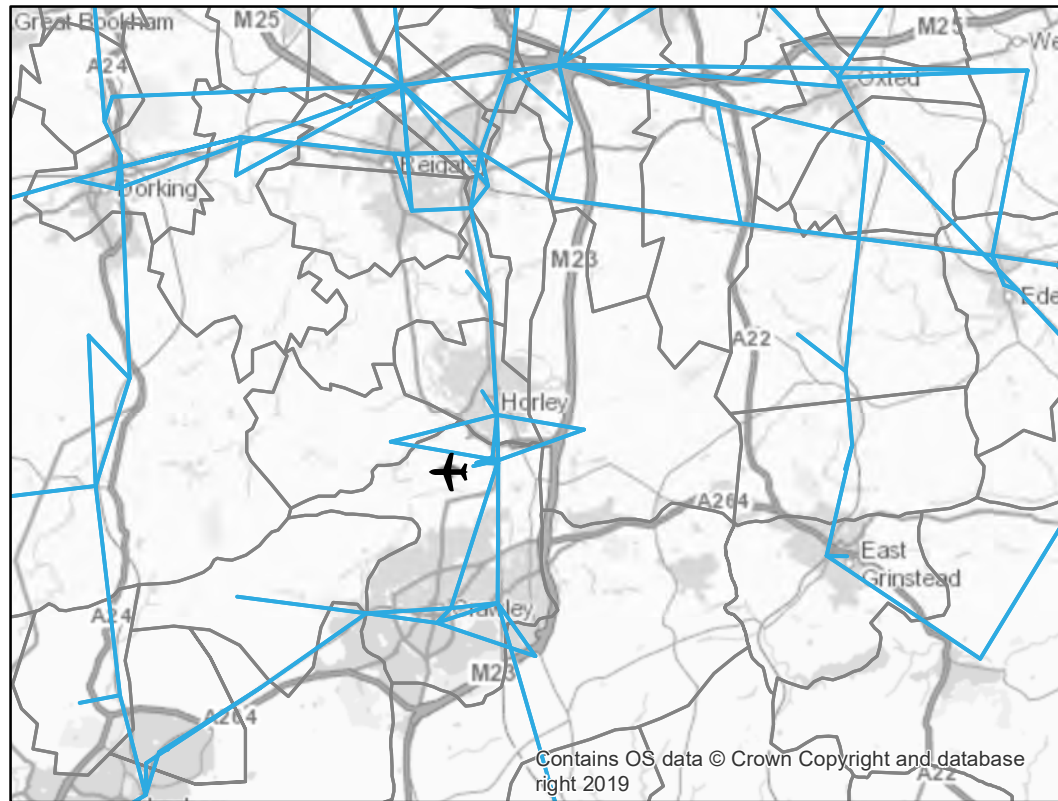 Great Bookham
M25
M25
We
A24
Oxted
Reigate
Dorking
M23
Ede
A22
Horley
A264
East
Grinstead
Crawley
A24
M23
A264
Contains OS data © Crown Copyright and database
right 2019
A22